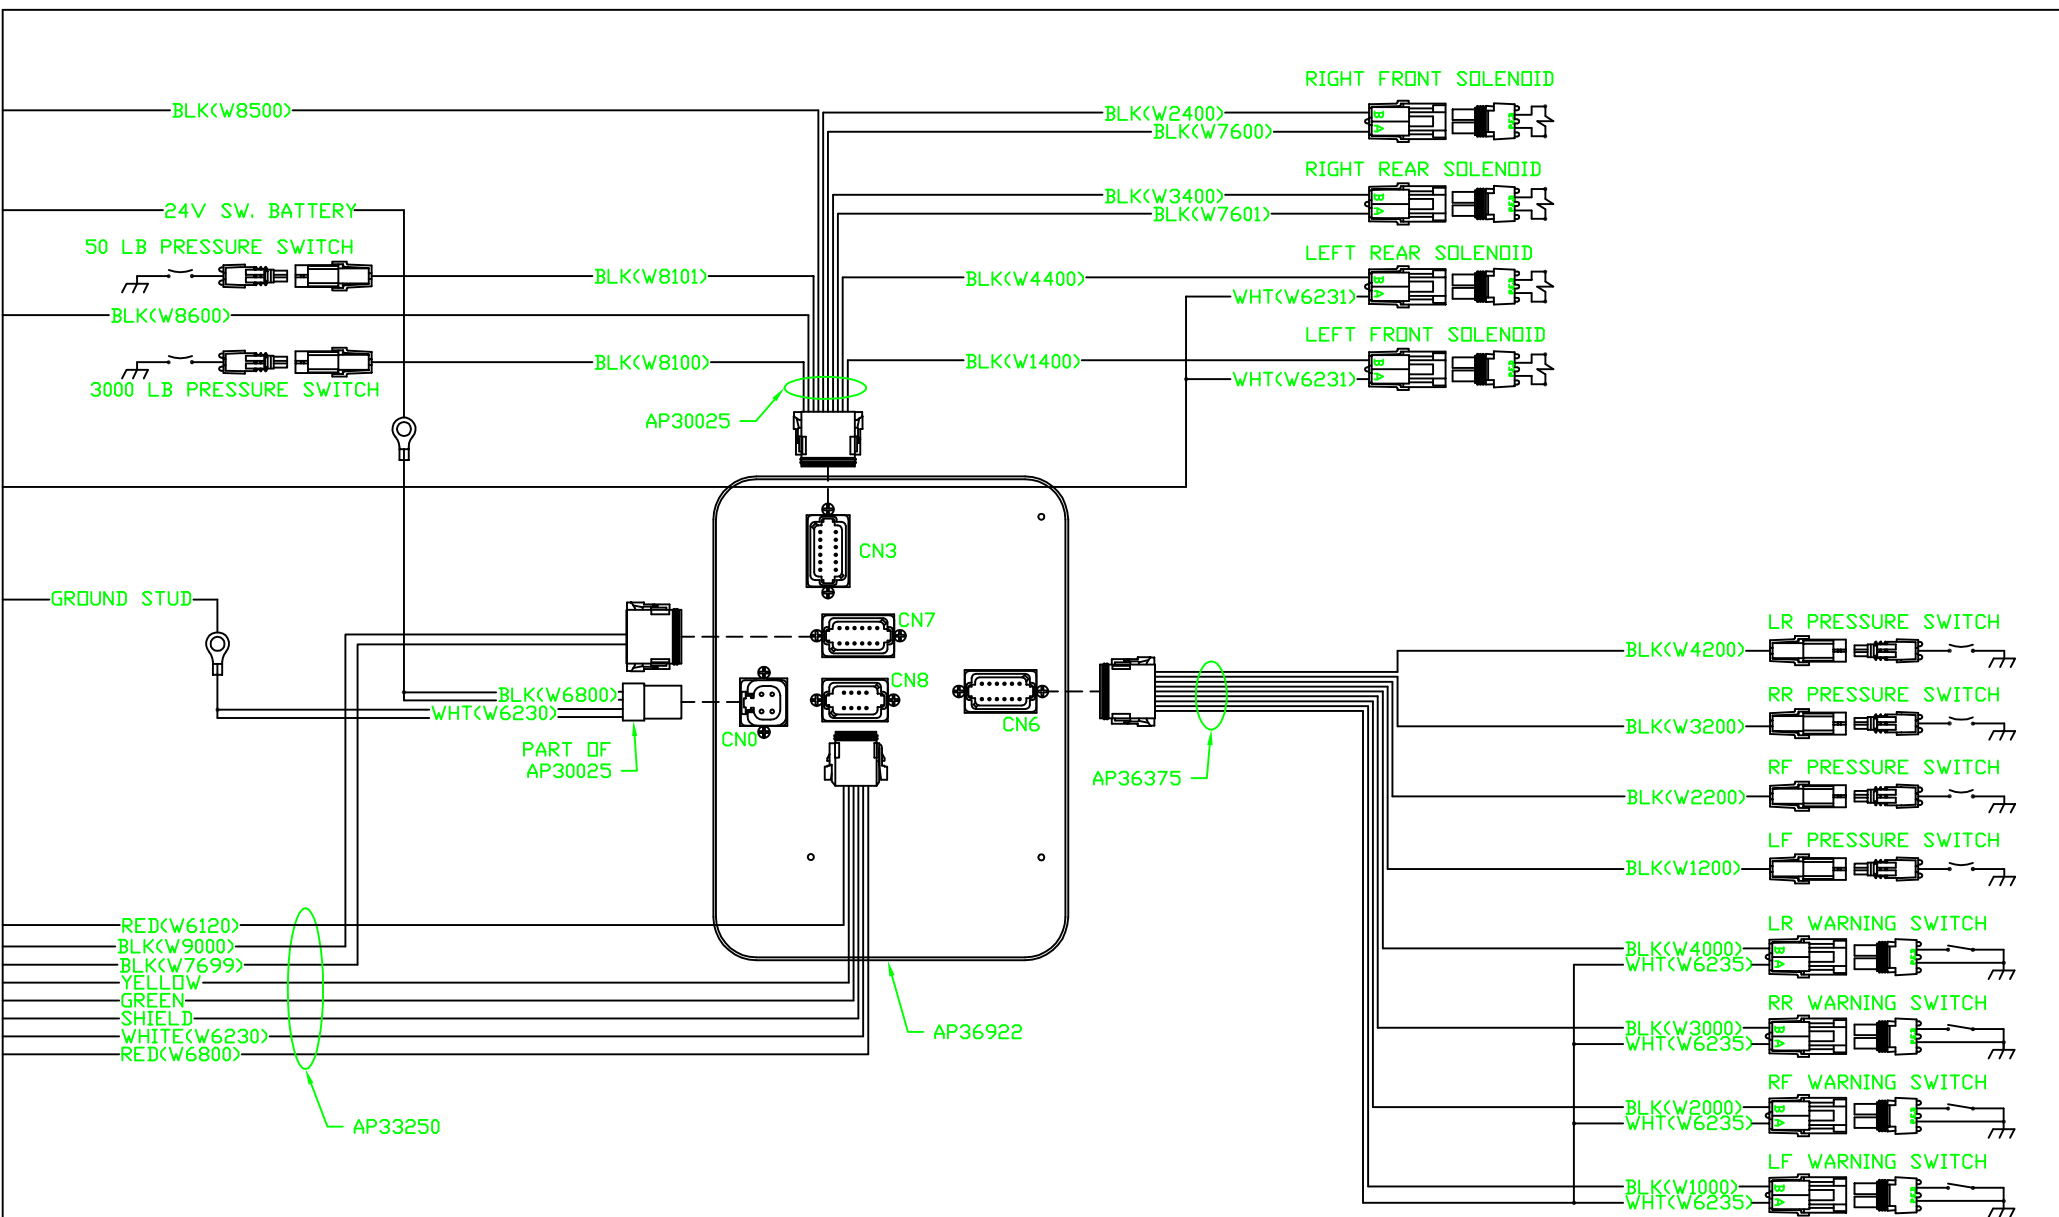 RIGHT FRONT SOLENOID
BLK(W8500)
BLK(W2400)
B
BLK(W7600)
A
RIGHT REAR SOLENOID
BLK(W3400)
B
24V SW. BATTERY
BLK(W7601)
A
50 LB PRESSURE SWITCH
LEFT REAR SOLENOID
BLK(W8101)
BLK(W4400)
B
WHT(W6231)
A
BLK(W8600)
LEFT FRONT SOLENOID
BLK(W8100)
BLK(W1400)
B
WHT(W6231)
A
3000 LB PRESSURE SWITCH
AP30025
CN3
GROUND STUD
CN7
LR PRESSURE SWITCH
BLK(W4200)
CN8
BLK(W6800)
WHT(W6230)
CN6
CN0
RR PRESSURE SWITCH
BLK(W3200)
PART OF
AP30025
AP36375
RF PRESSURE SWITCH
BLK(W2200)
LF PRESSURE SWITCH
BLK(W1200)
RED(W6120)
BLK(W9000)
BLK(W7699)
YELLOW
GREEN
SHIELD
WHITE(W6230)
RED(W6800)
AP33250
AP36922
LR WARNING SWITCH
BLK(W4000)
B
WHT(W6235)
A
RR WARNING SWITCH
BLK(W3000)
B
WHT(W6235)
A
RF WARNING SWITCH
BLK(W2000)
B
WHT(W6235)
A
LF WARNING SWITCH
BLK(W1000)
B
WHT(W6235)
A